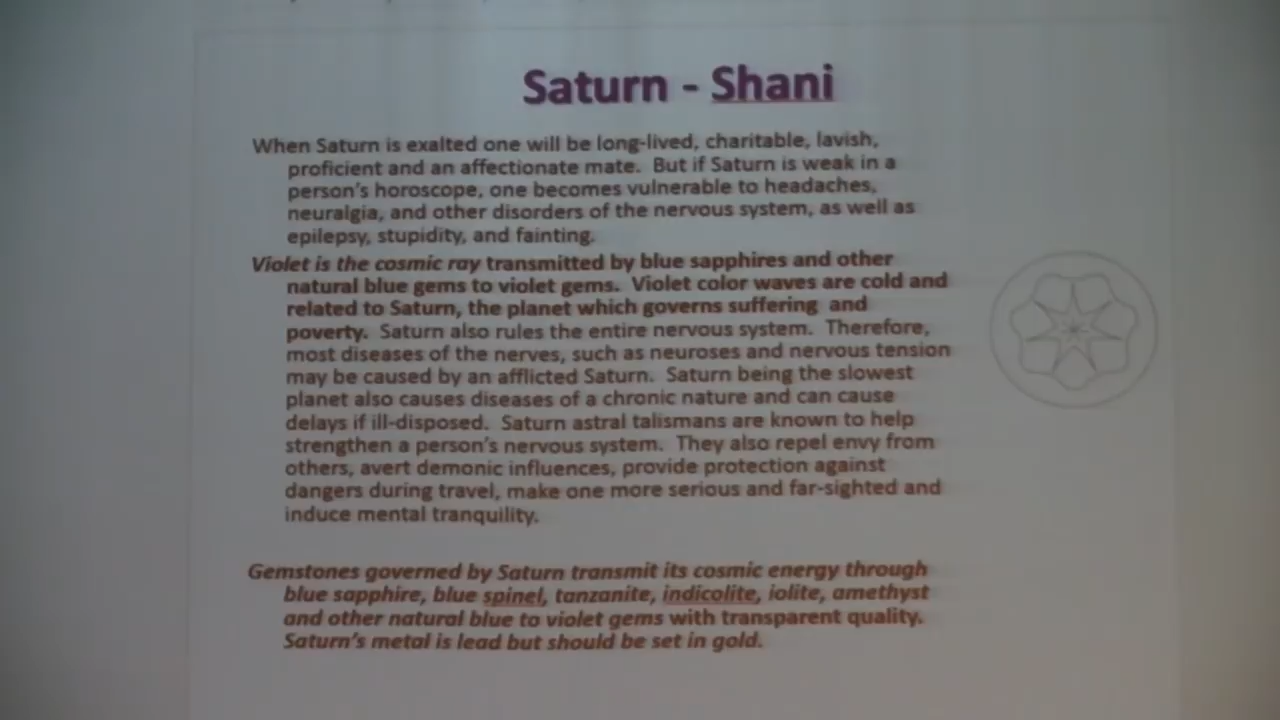 Saturn - Shani
When Saturn is exalted one will be long-lived, charitable, lavish,
proficient and an affectionate mate.  But if Saturn is weak in a
person's horoscope, one becomes vulnerable to headaches,
neuralgia, and other disorders of the nervous system, as well as
epilepsy, stupidity, and fainting.
Violet is the cosmic ray transmitted by blue sapphires and other
natural blue gems to violet gems.  Violet color waves are cold and
related to Saturn, the planet which governs suffering  and
poverty.  Saturn also rules the entire nervous system.  Therefore,
most diseases of the nerves, such as neuroses and nervous tension
may be caused by an afflicted Saturn.  Saturn being the slowest
planet also causes diseases of a chronic nature and can cause
delays if ill-disposed.  Saturn astral talismans are known to help
strengthen a person's nervous system.  They also repel envy from
others, avert demonic influences, provide protection against
dangers during travel, make one more serious and far-sighted and
induce mental tranquility.
Gemstones governed by Saturn transmit its cosmic energy through
blue sapphire, blue spinel, tanzanite, indicolite, iolite, amethyst
and other natural blue to violet gems with transparent quality.
Saturn's metal is lead but should be set in gold.